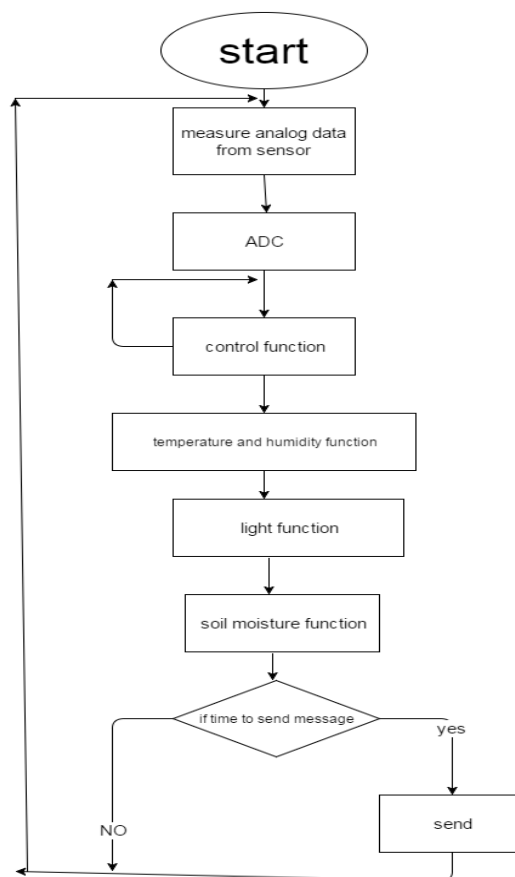 start
measure analog data
from sensor
ADC
control function
temperature and humidity function
light function
soil moisture function
if time to send message
yes
send
NO